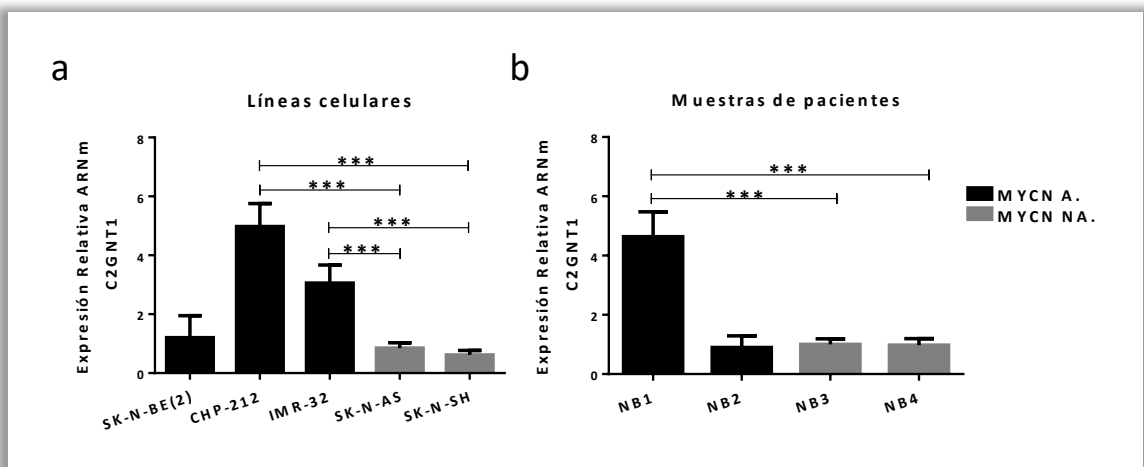 a
Líneas celulares
Expresión Relativa ARNm
C2GNT1
8
6
4
2
0
***
***
***
***
SK-N-BE(2)
CHP-212
IMR-32
SK-N-AS
SK-N-SH
b
Muestras de pacientes
Expresión Relativa ARNm
C2GNT1
8
6
4
2
0
***
***
NB1
NB2
NB3
NB4
MYCN A.
MYCN NA.